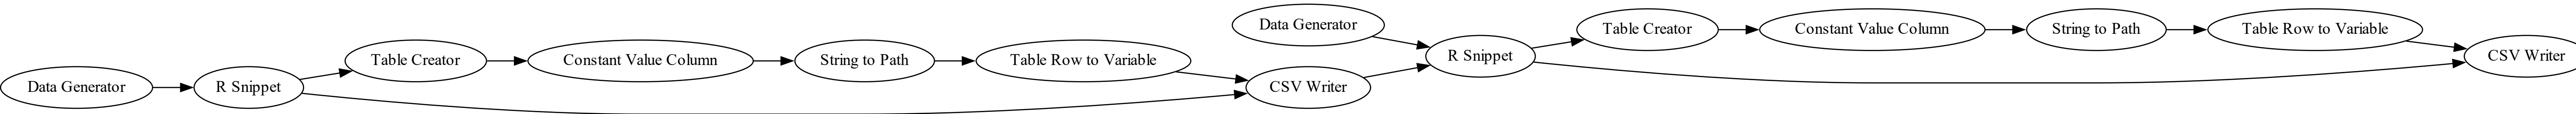 Data Generator
R Snippet
Table Creator
Constant Value Column
String to Path
Table Row to Variable
CSV Writer
Data Generator
R Snippet
Table Creator
Constant Value Column
String to Path
Table Row to Variable
CSV Writer